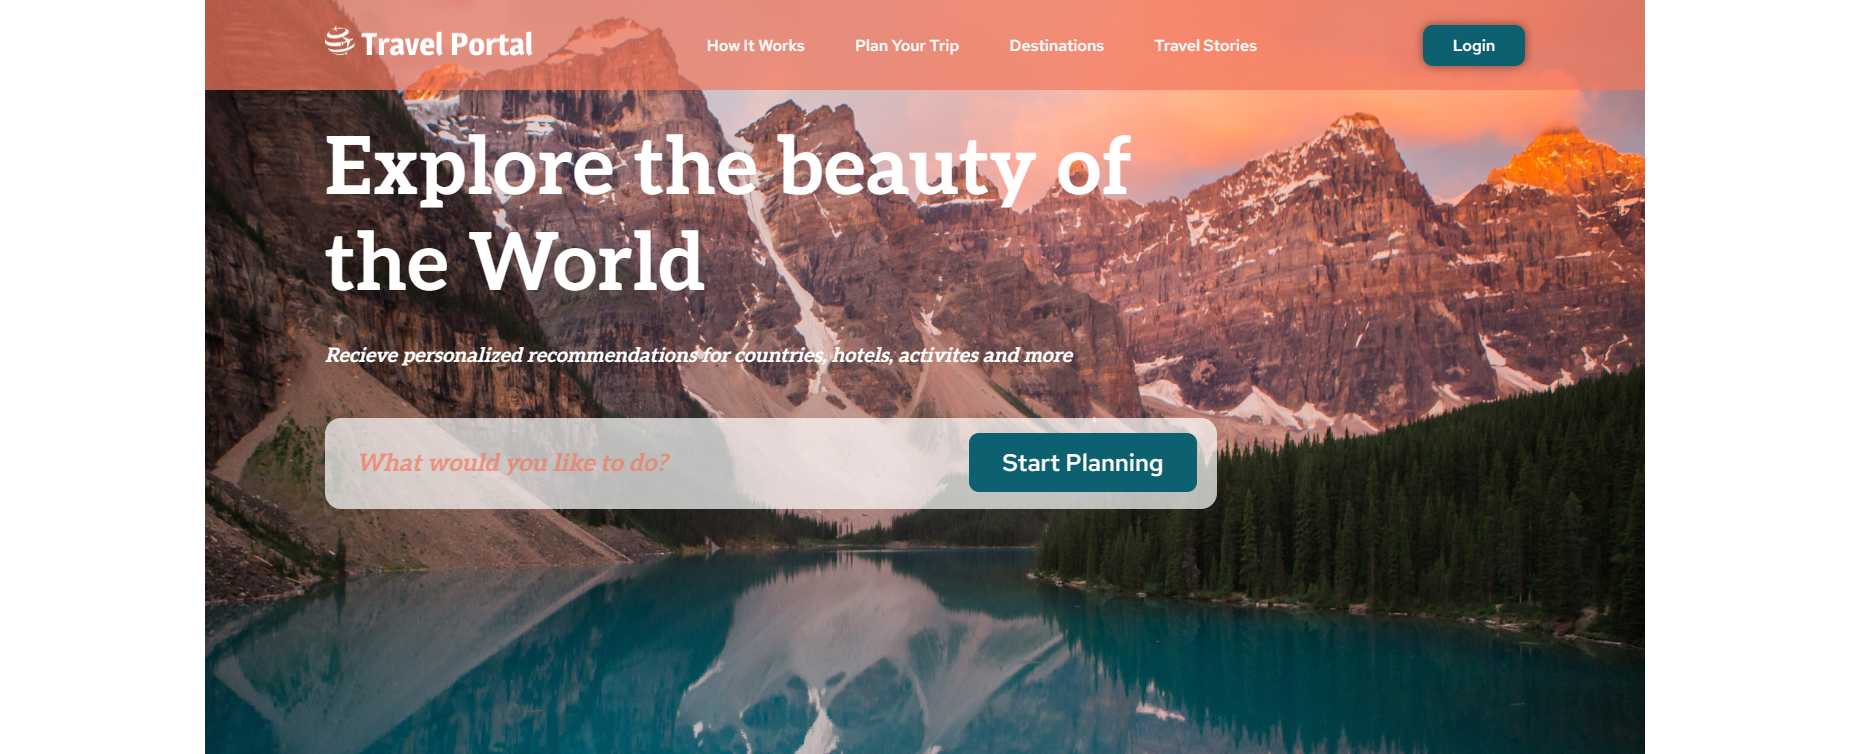 Travel Portal
How It Works
Plan Your Trip
Destinations
Travel Stories
Login
Explore the beauty of
the World
Recieve personalized recommendations for countries, hotels, activites and more
What would you like to do?
Start Planning